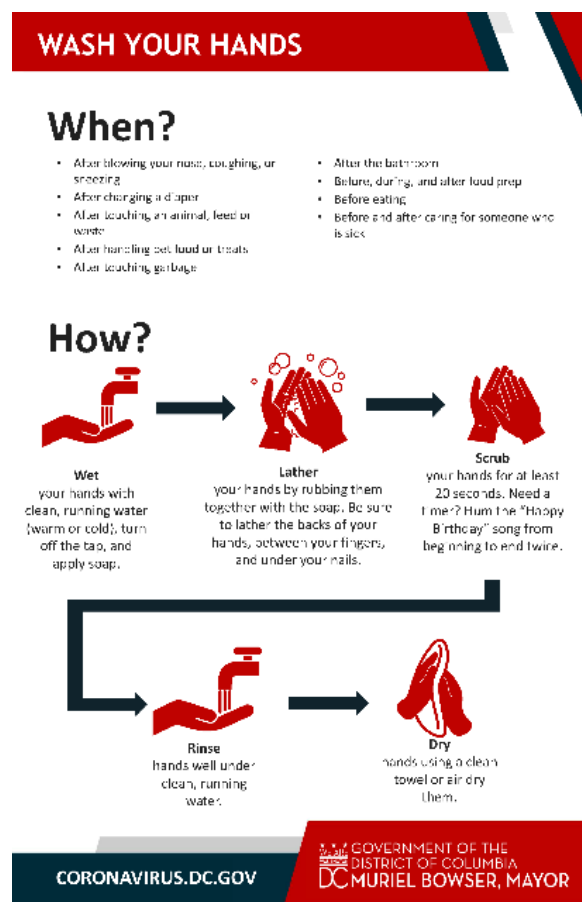 WASH YOUR HANDS
When?
• After blowing your nose, coughing, or
sneezing
• After changing a diaper
• After touching an animal, feed or
waste
• After handling pet food or treats
• After touching garbage
• After the bathroom
• Before, during, and after food prep
• Before eating
• Before and after caring for someone who
is sick
How?
Wet
your hands with
clean, running water
(warm or cold), turn
off the tap, and
apply soap.
Lather
your hands by rubbing them
together with the soap. Be sure
to lather the backs of your
hands, between your fingers,
and under your nails.
Scrub
your hands for at least
20 seconds. Need a
timer? Hum the “Happy
Birthday” song from
beginning to end twice.
Rinse
hands well under
clean, running
water.
Dry
hands using a clean
towel or air dry
them.
CORONAVIRUS.DC.GOV
GOVERNMENT OF THE
DISTRICT OF COLUMBIA
DC MURIEL BOWSER, MAYOR